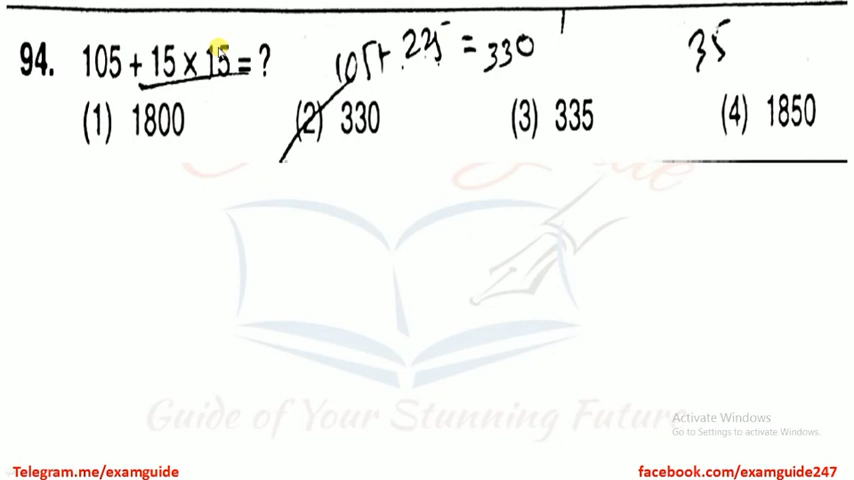 94. 105 + 15 × 15 = ? 105+ 225 = 330 35
(1) 1800 (2) 330 (3) 335 (4) 1850
Guide of Your Stunning Future
Activate Windows
Go to Settings to activate Windows.
Telegram.me/examguide facebook.com/examguide247